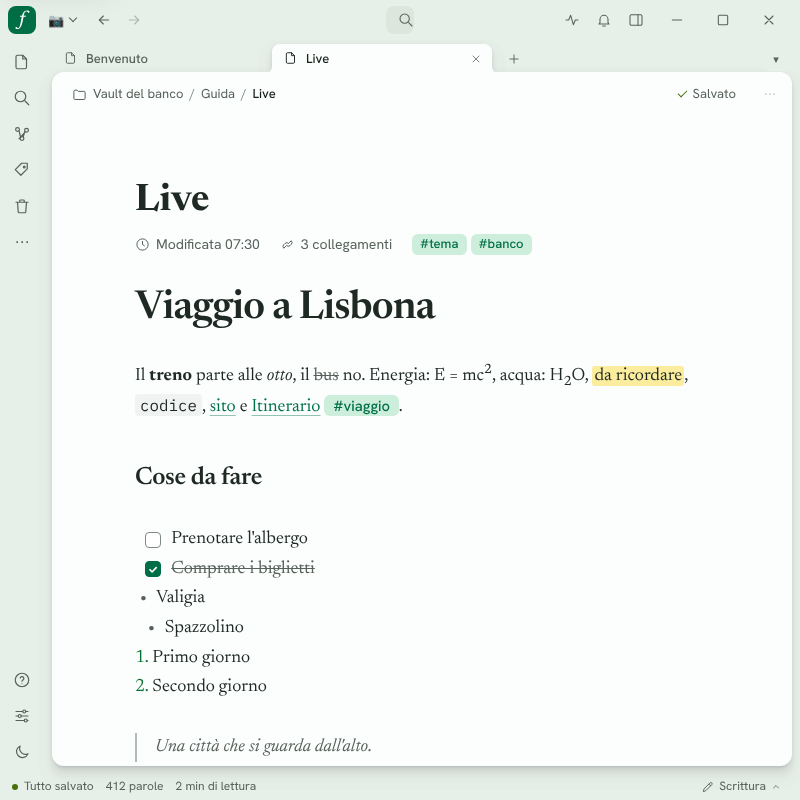 f
Benvenuto
Live
Vault del banco / Guida / Live
Salvato
Live
Modificata 07:30 3 collegamenti #tema #banco
Viaggio a Lisbona
Il treno parte alle otto, il bus no. Energia: E = mc², acqua: H₂O, da ricordare,
codice, sito e Itinerario #viaggio.
Cose da fare
Prenotare l'albergo
Comprare i biglietti
• Valigia
• Spazzolino
1. Primo giorno
2. Secondo giorno
Una città che si guarda dall'alto.
Tutto salvato 412 parole 2 min di lettura
Scrittura